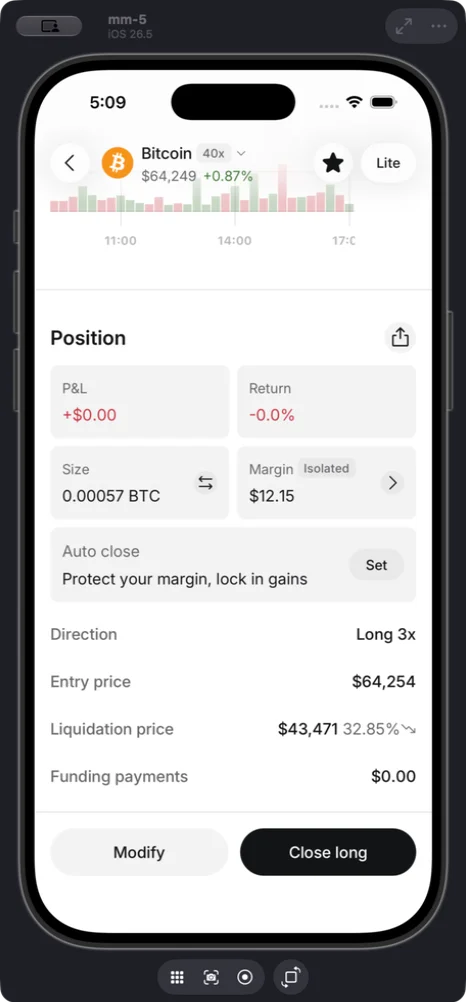 mm-5
iOS 26.5
5:09
Bitcoin 40x
$64,249 +0.87%
Lite
11:00 14:00 17:0
Position
P&L
+$0.00
Return
-0.0%
Size
0.00057 BTC
Margin Isolated
$12.15
Auto close
Protect your margin, lock in gains
Set
Direction Long 3x
Entry price $64,254
Liquidation price $43,471 32.85%
Funding payments $0.00
Modify
Close long